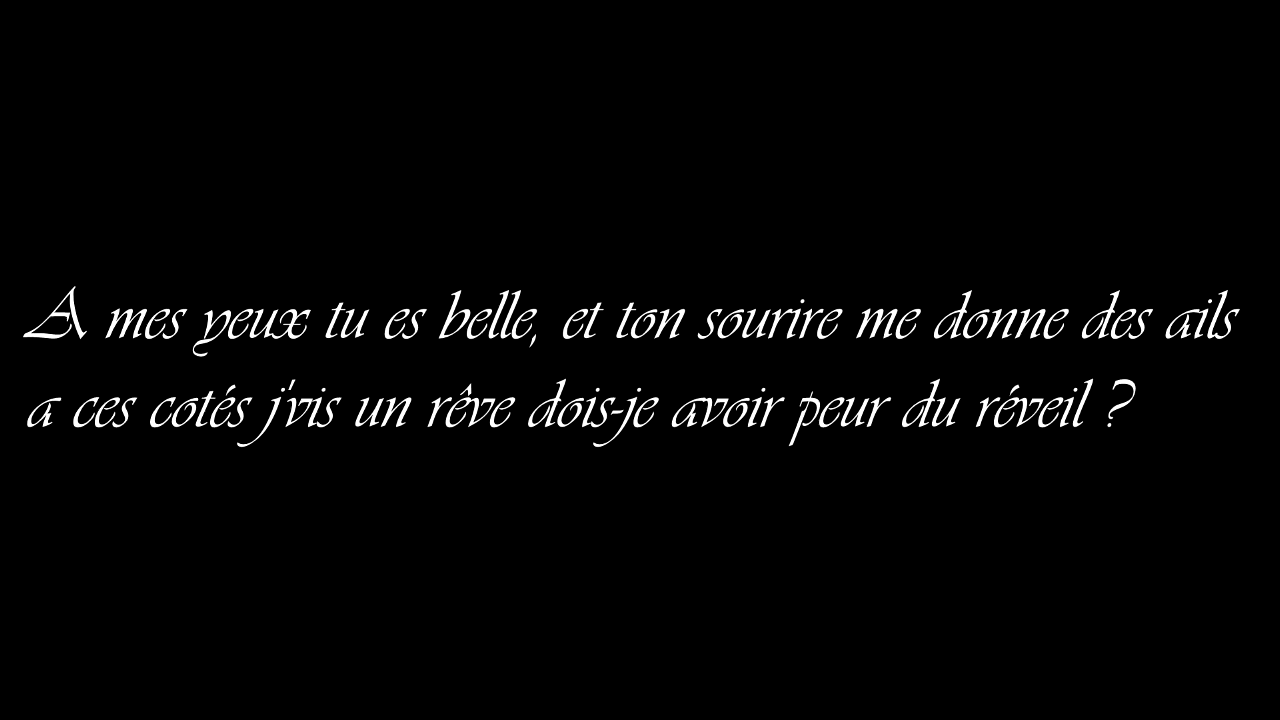 A mes yeux tu es belle, et ton sourire me donne des ails
a ces cotés j'vis un rêve dois-je avoir peur du réveil ?